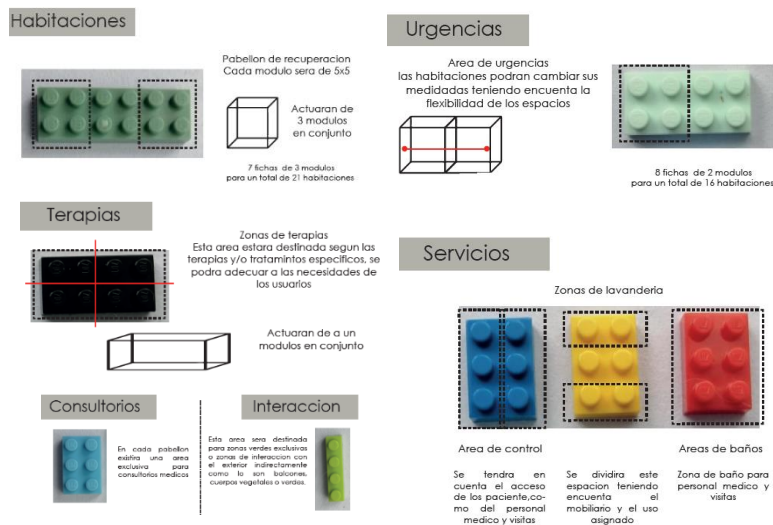 Habitaciones
Pabellon de recuperacion
Cada modulo sera de 5x5
Actuaran de
3 modulos
en conjunto
7 fichas de 3 modulos
para un total de 21 habitaciones
Urgencias
Area de urgencias
las habitaciones podran cambiar sus
medidadas teniendo encuenta la
flexibilidad de los espacios
8 fichas de 2 modulos
para un total de 16 habitaciones
Terapias
Zonas de terapias
Esta area estara destinada segun las
terapias y/o tratamintos especificos, se
podra adecuar a las necesidades de
los usuarios
Actuaran de a un
modulos en conjunto
Consultorios
En cada pabellon
existira una area
exclusiva para
consultorios medicos
Interaccion
Esta area sera destinada
para zonas verdes exclusivas
o zonas de interaccion con
el exterior indirectamente
como lo son balcones,
cuerpos vegetales o verdes.
Servicios
Zonas de lavanderia
Area de control
Se tendra en
cuenta el acceso
de los paciente,co-
mo del personal
medico y visitas
Se dividira este
espacion teniendo
encuenta el
mobiliario y el uso
asignado
Areas de baños
Zona de baño para
personal medico y
visitas